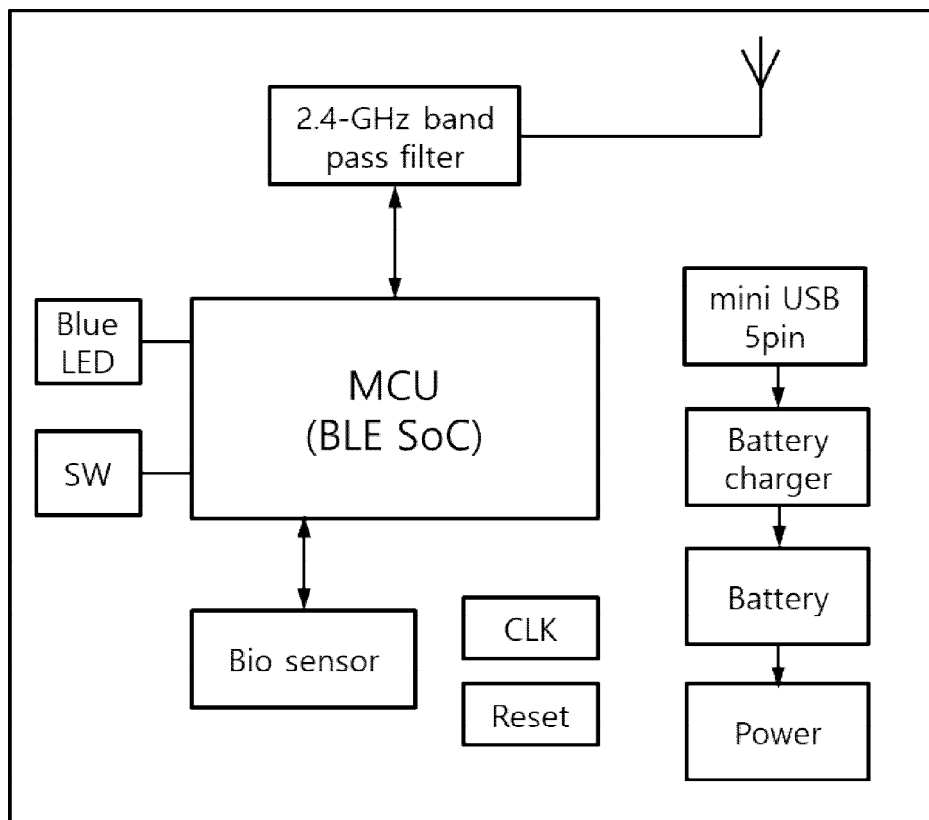 2.4-GHz band
pass filter
Blue
LED
MCU
(BLE SoC)
SW
mini USB
5pin
Battery
charger
Battery
Power
Bio sensor
CLK
Reset